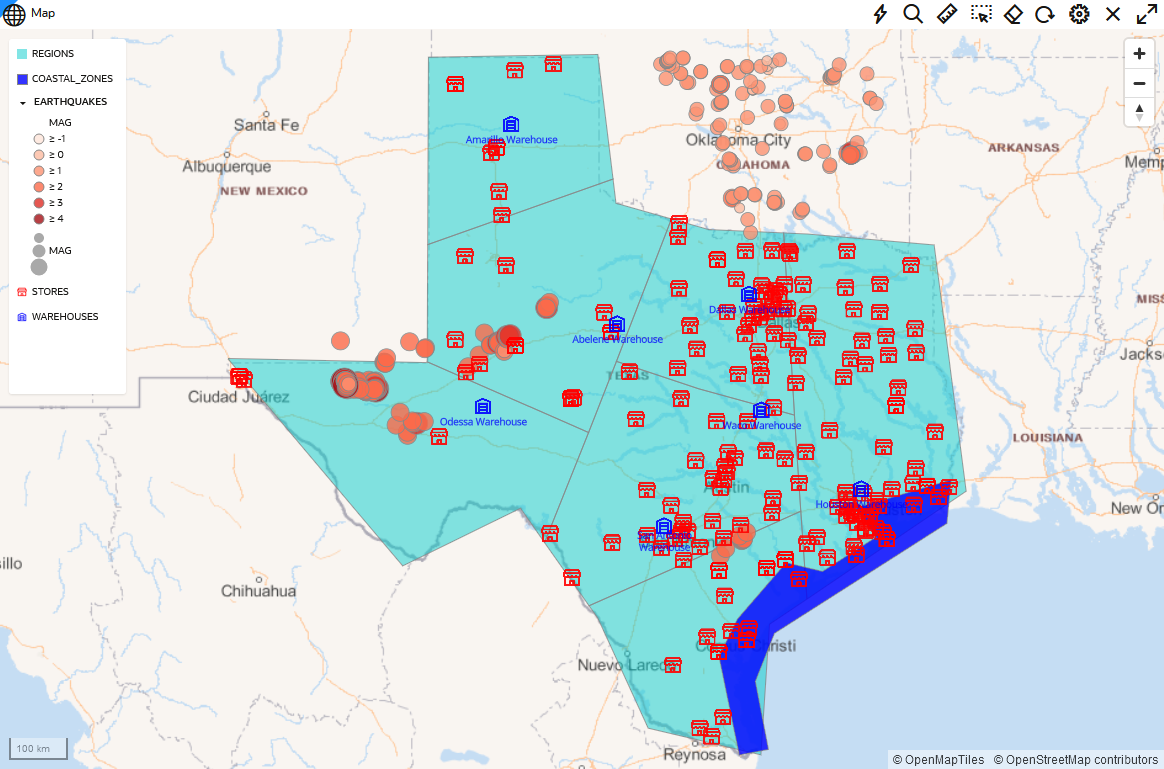 Map
REGIONS
COASTAL_ZONES
EARTHQUAKES
MAG
≥ -1
≥ 0
≥ 1
≥ 2
≥ 3
≥ 4
MAG
STORES
WAREHOUSES
Santa Fe
Albuquerque
NEW MEXICO
Amarillo Warehouse
Oklahoma City
OKLAHOMA
ARKANSAS
Memp
MISS
Dallas Warehouse
Abelene Warehouse
Jacks
TEXAS
Ciudad Juárez
Odessa Warehouse
Waco Warehouse
LOUISIANA
Austin
Houston Warehouse
New Or
San
Warehouse
sillo
Chihuahua
Christi
Nuevo Laredo
Reynosa
100 km
© OpenMapTiles © OpenStreetMap contributors